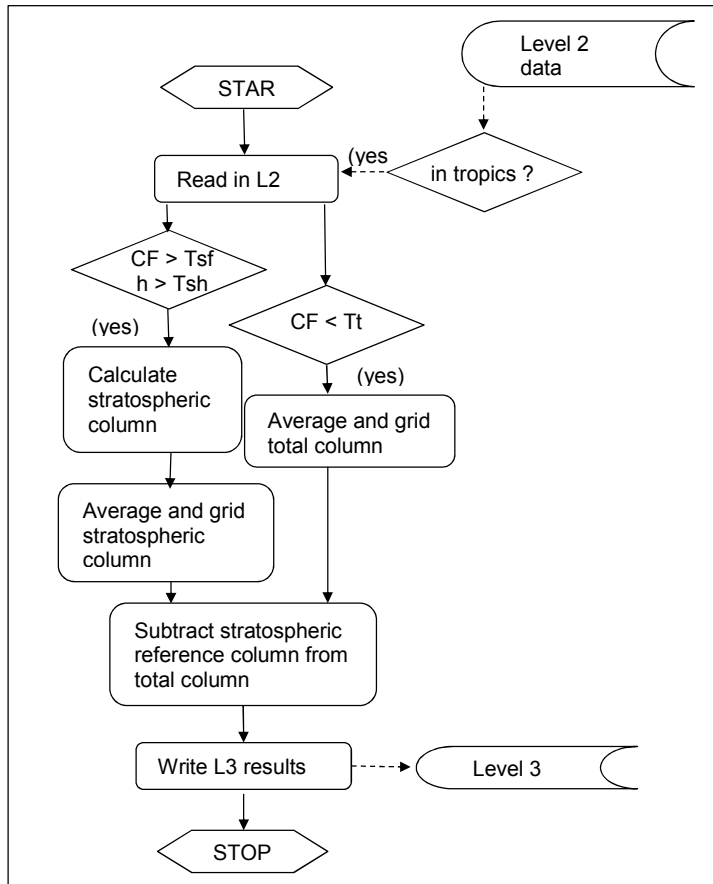 Level 2
data
STAR
(yes
in tropics ?
Read in L2
CF > Tsf
h > Tsh
CF < Tt
(yes)
(yes)
Calculate
stratospheric
column
Average and grid
total column
Average and grid
stratospheric
column
Subtract stratospheric
reference column from
total column
Write L3 results
Level 3
STOP